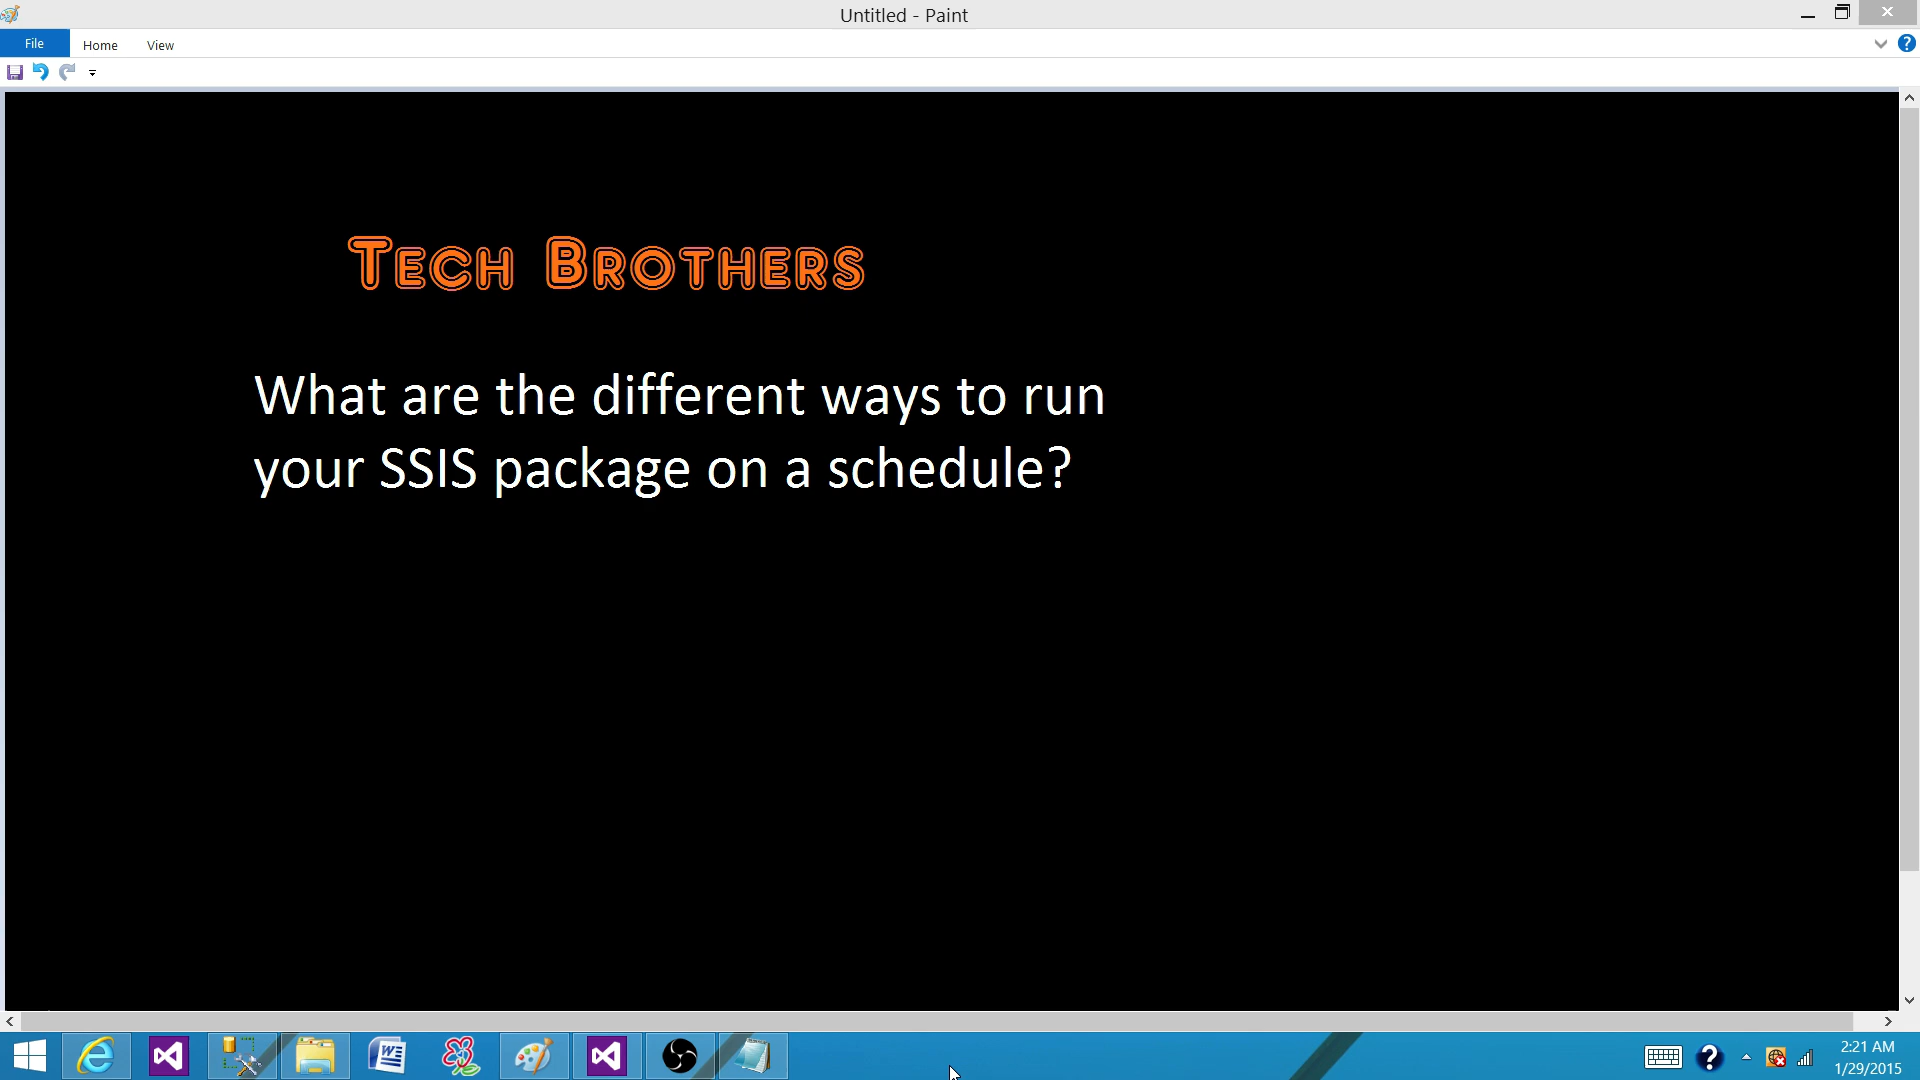 Untitled - Paint
File Home View
Tech Brothers
What are the different ways to run
your SSIS package on a schedule?
2:21 AM
1/29/2015